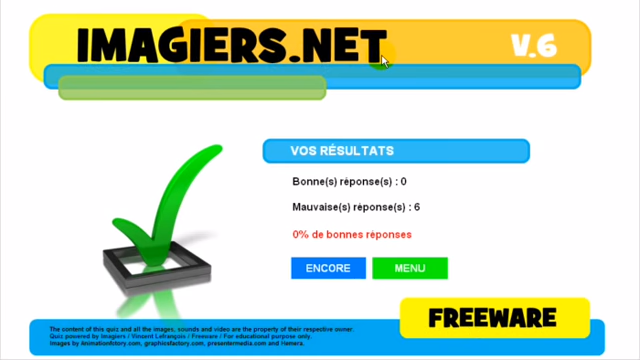 IMAGIERS.NET
V.6
VOS RÉSULTATS
Bonne(s) réponse(s) : 0
Mauvaise(s) réponse(s) : 6
0% de bonnes réponses
ENCORE
MENU
FREEWARE
The content of this quiz and all the images, sounds and video are the property of their respective owner.
Quiz powered by Imagiers / Vincent Lefrançois / Freeware / For educational purpose only.
Images by Animationfctory.com, graphicsfactory.com, presentermedia.com and